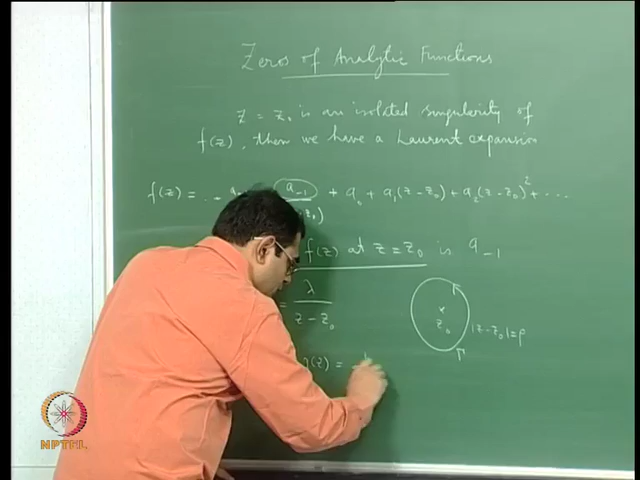 Zeros of Analytic Functions
z = z₀ is an isolated singularity of
f(z), then we have a Laurent expansion
f(z) = ... a₋₁ + a₀ + a₁(z-z₀) + a₂(z-z₀)² + ...
f(z) at z = z₀ is a₋₁
= λ / (z - z₀)
z₀ |z-z₀| = ρ
(z) =
NPTEL